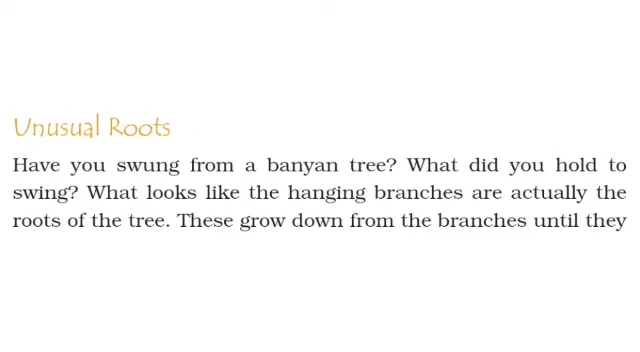 Unusual Roots
Have you swung from a banyan tree? What did you hold to
swing? What looks like the hanging branches are actually the
roots of the tree. These grow down from the branches until they